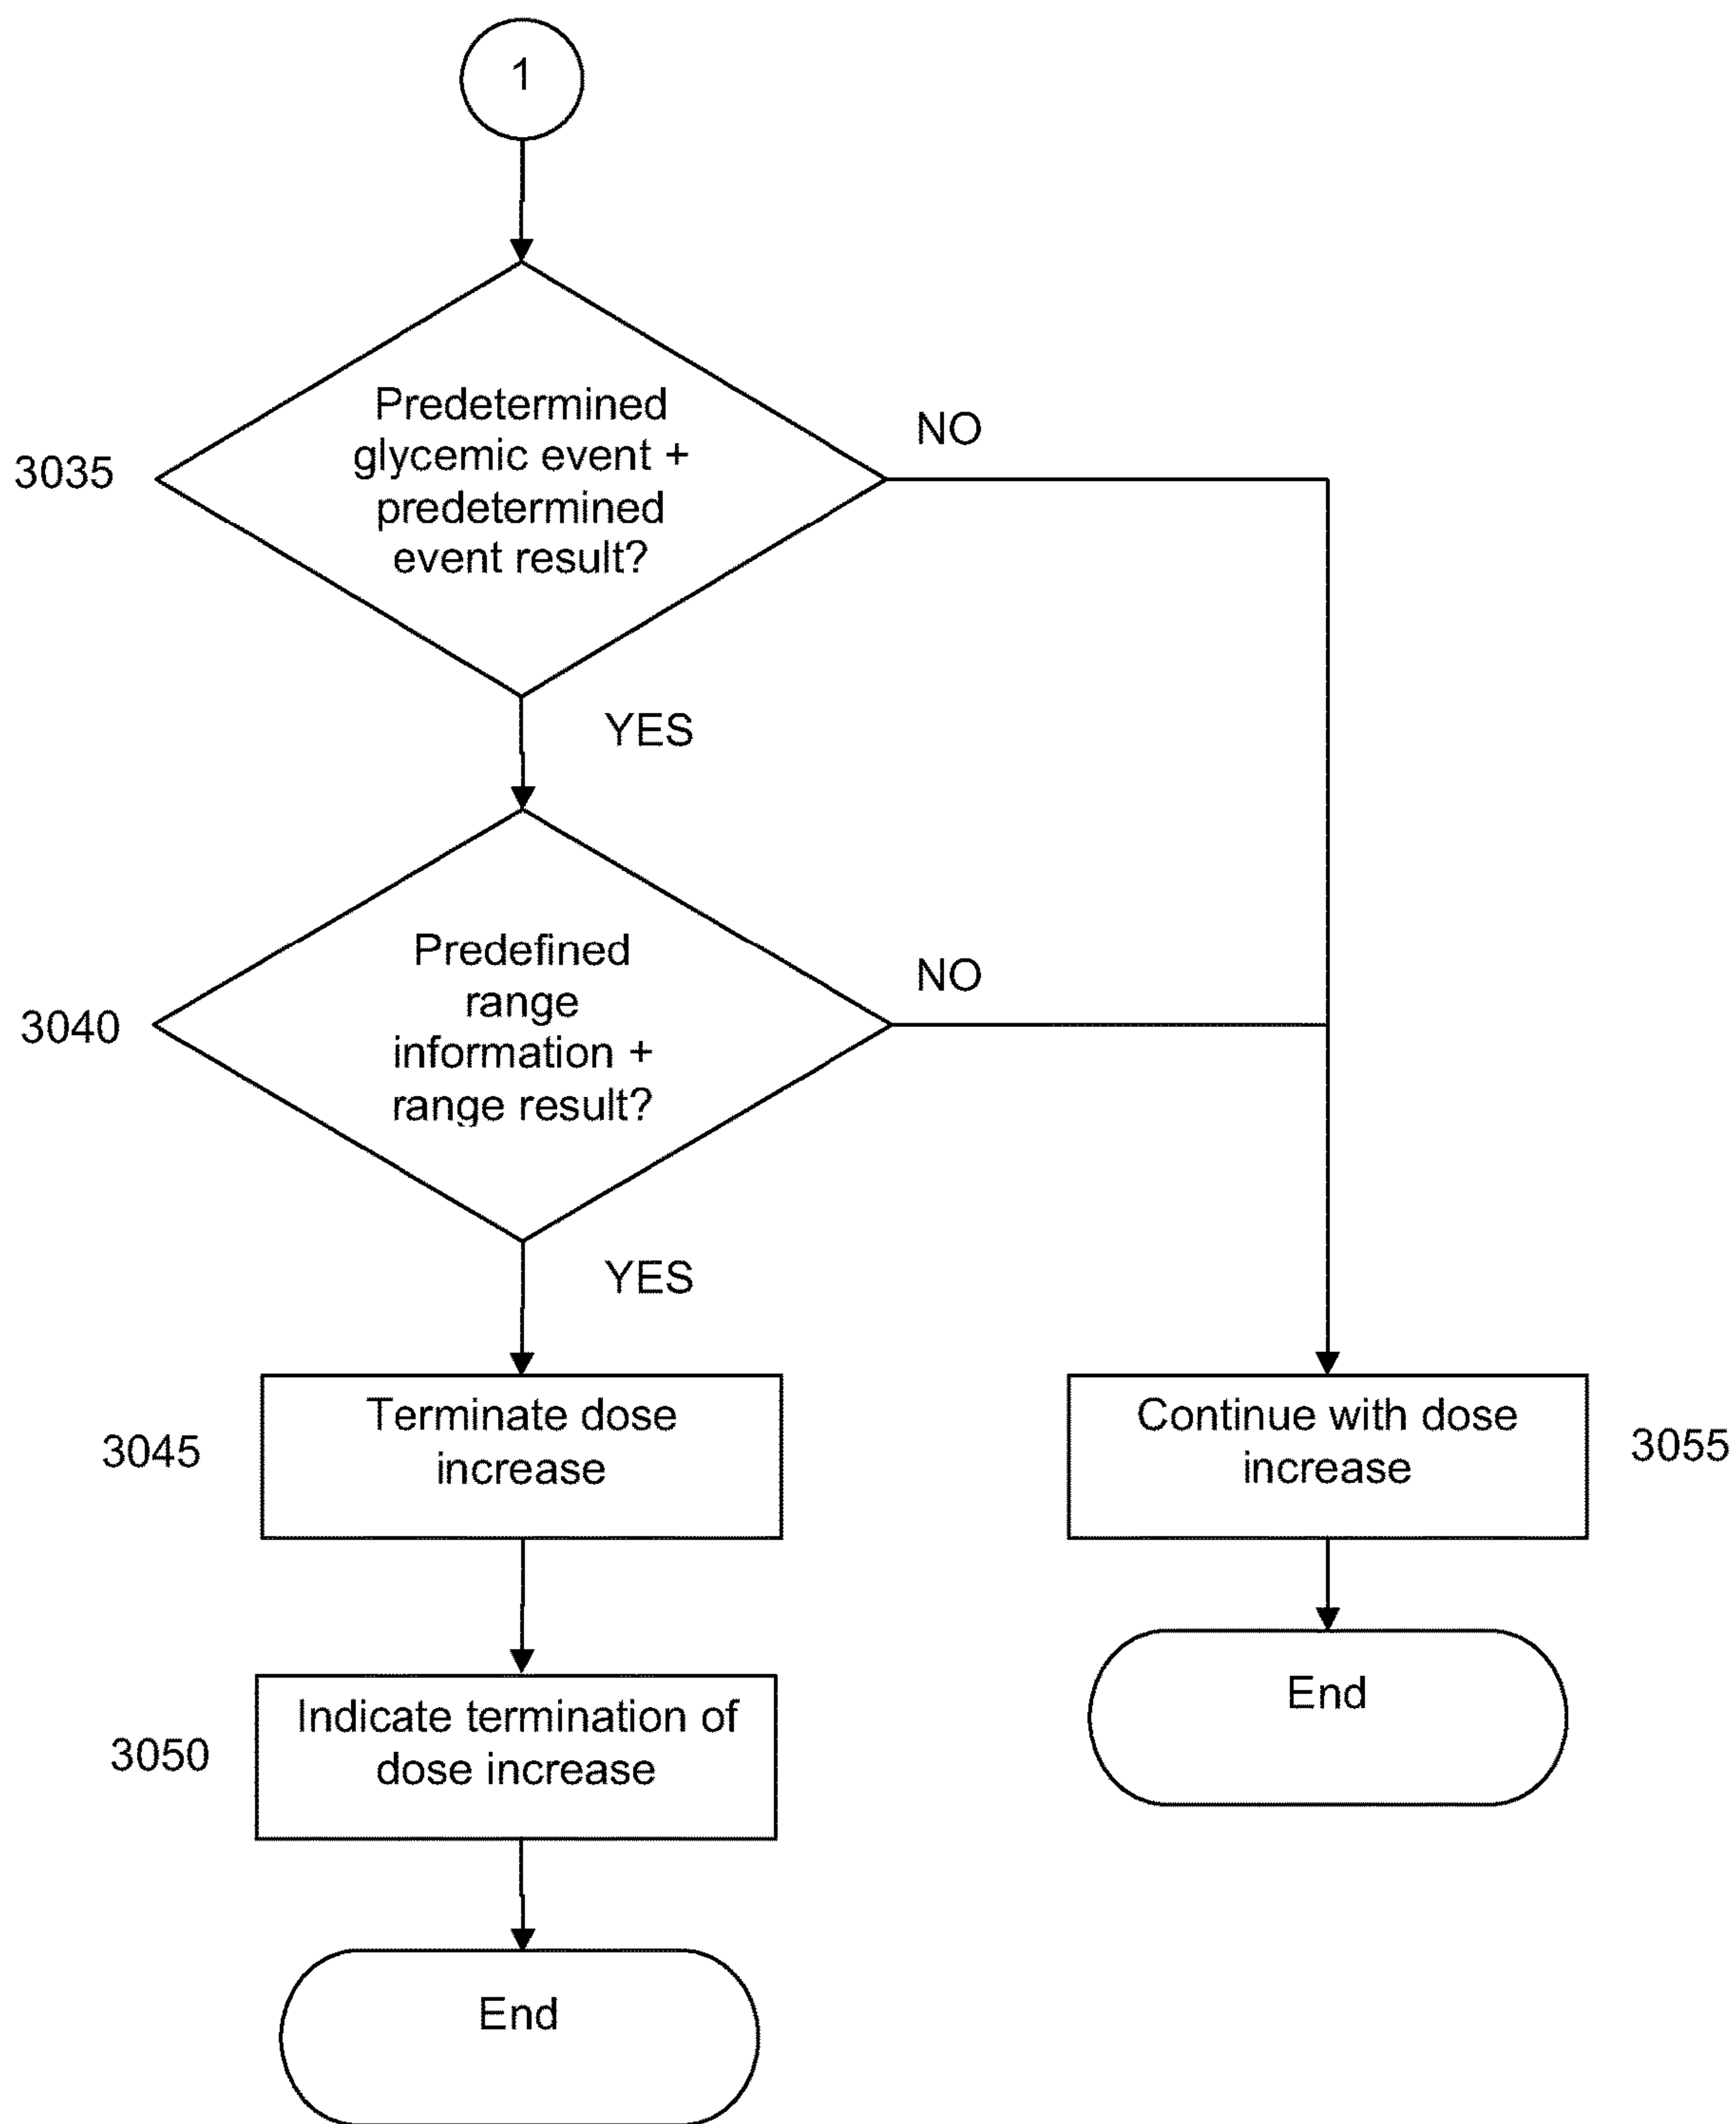 1
Predetermined
glycemic event +
predetermined
event result?
NO
3035
YES
Predefined
range
information +
range result?
NO
3040
YES
Terminate dose
increase
3045
Continue with dose
increase
3055
Indicate termination of
dose increase
3050
End
End